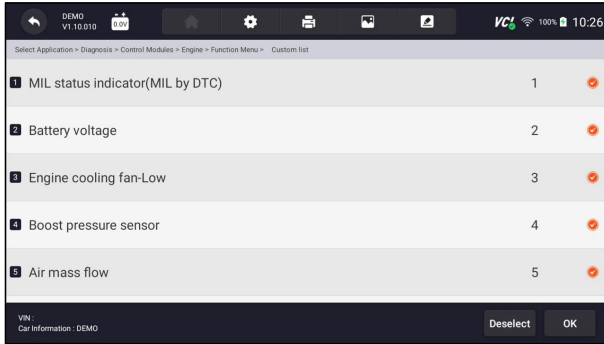 DEMO
V1.10.010
0.0V
VCI
100%
10:26
Select Application > Diagnosis > Control Modules > Engine > Function Menu > Custom list
1 MIL status indicator(MIL by DTC) 1
2 Battery voltage 2
3 Engine cooling fan-Low 3
4 Boost pressure sensor 4
5 Air mass flow 5
VIN :
Car Information : DEMO
Deselect
OK